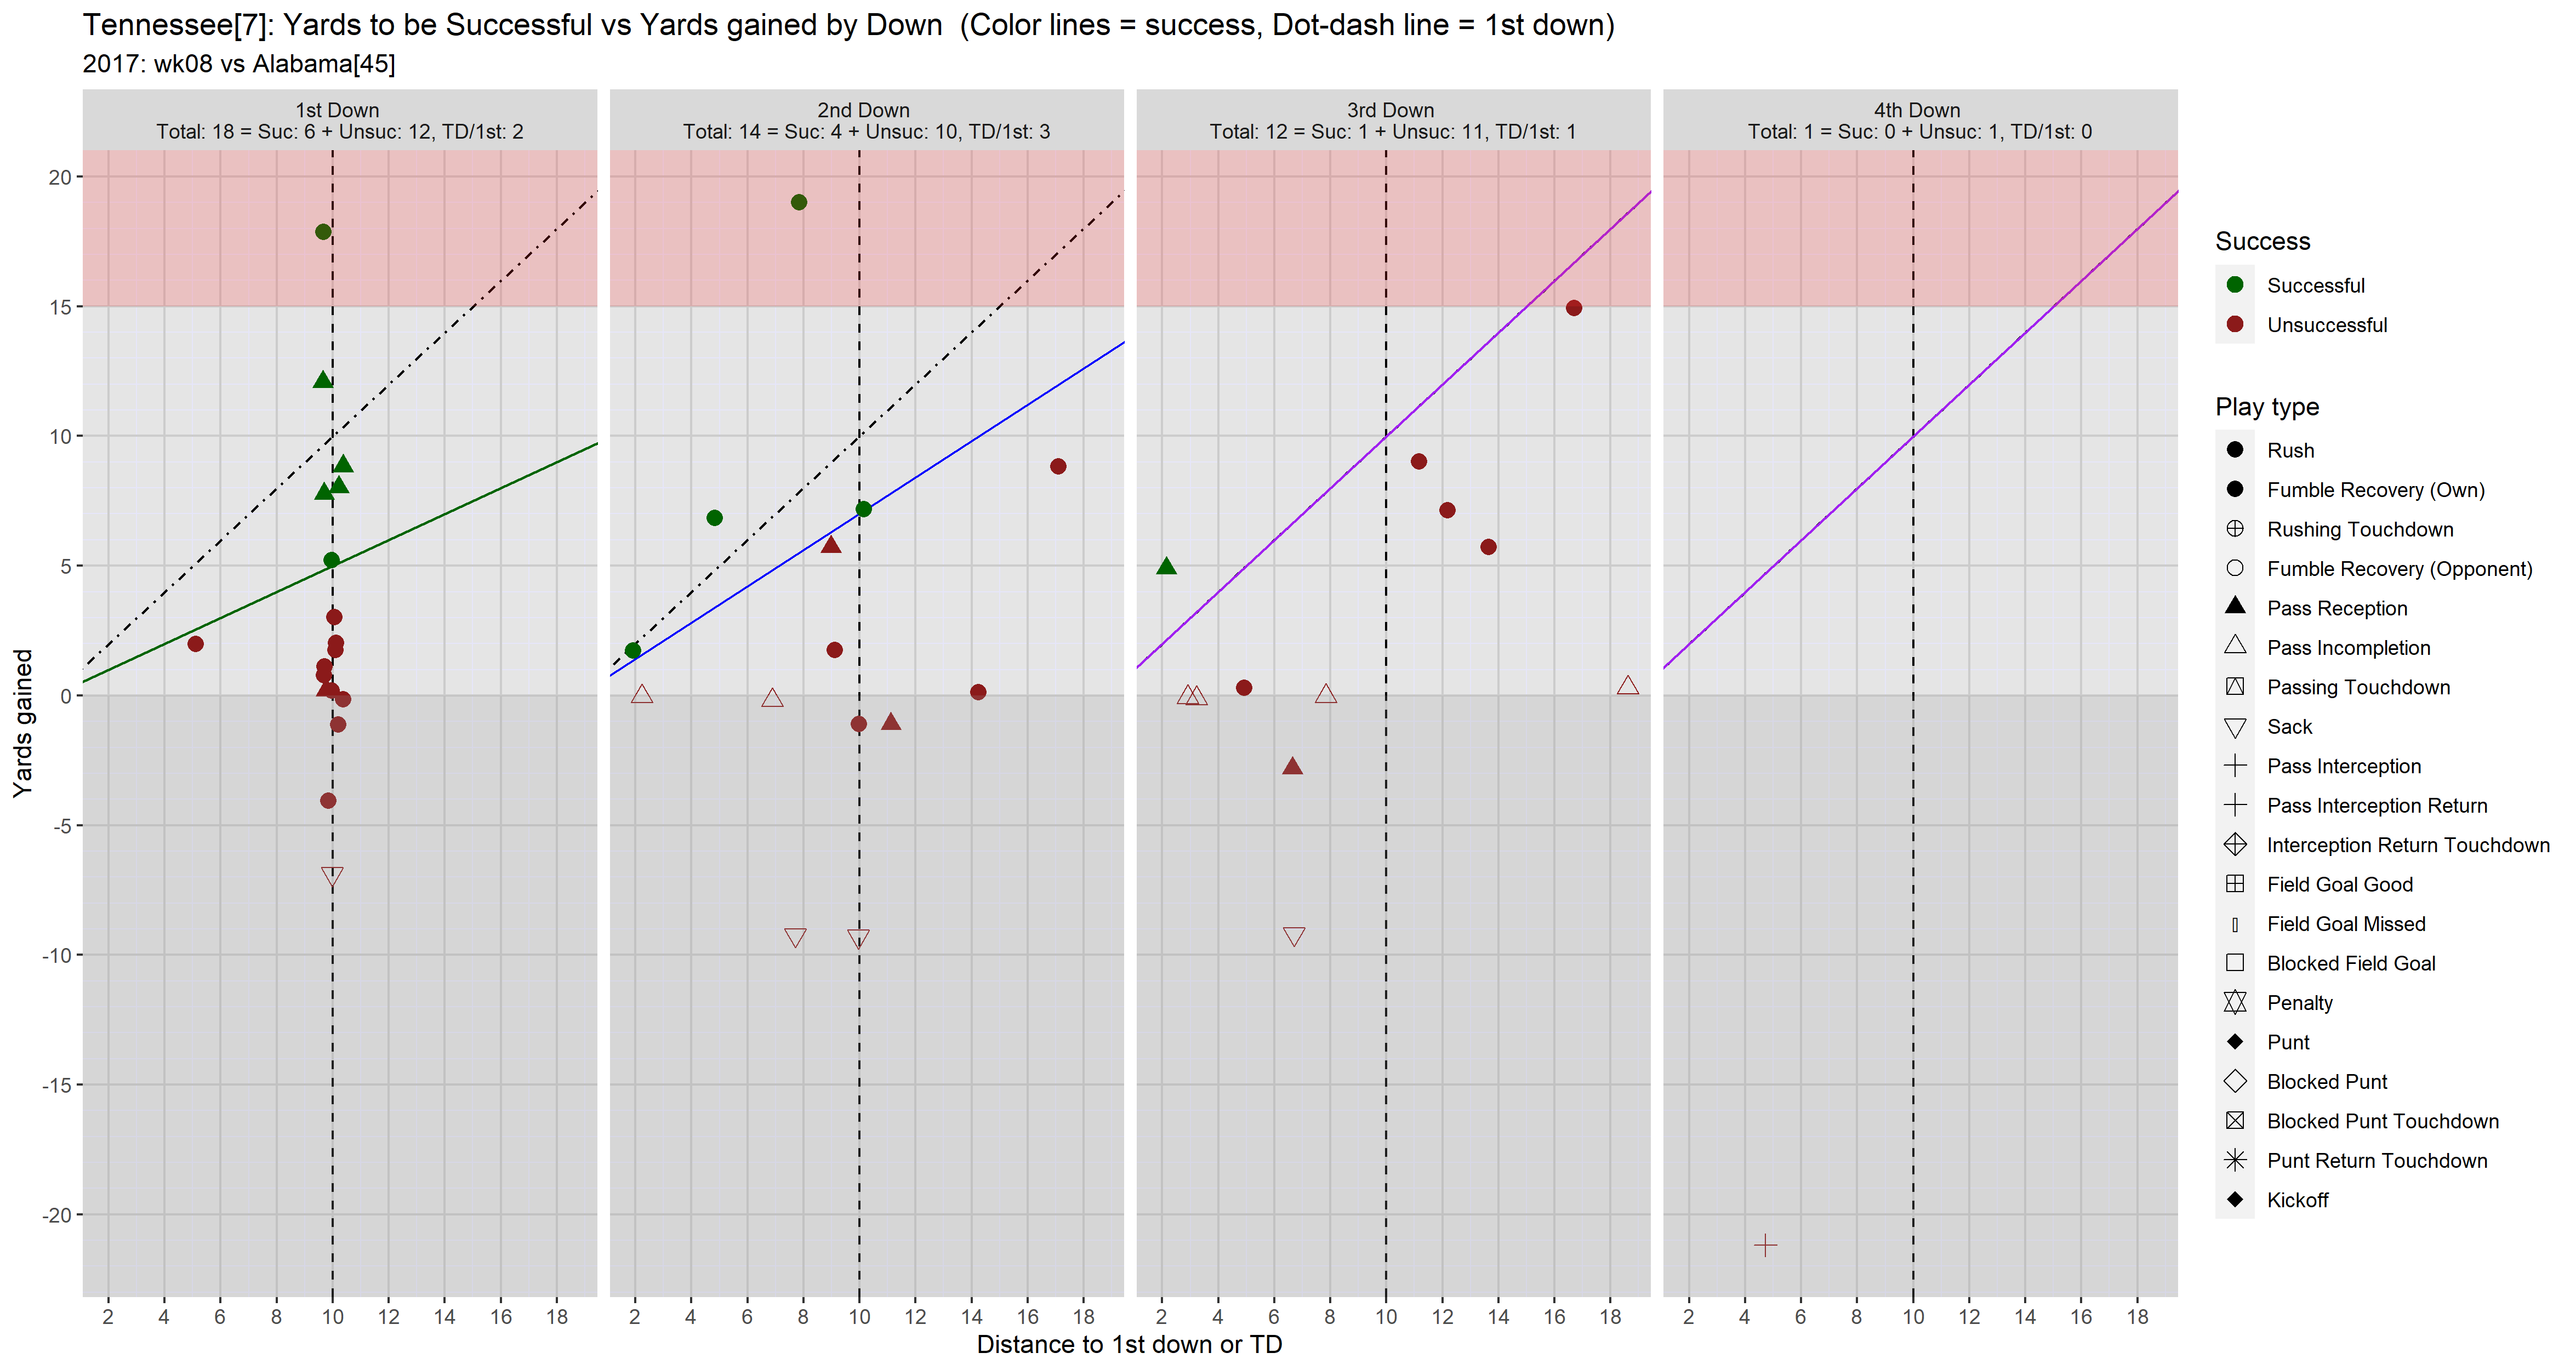 Tennessee[7]: Yards to be Successful vs Yards gained by Down  (Color lines = success, Dot-dash line = 1st down)
2017: wk08 vs Alabama[45]
1st Down
Total: 18 = Suc: 6 + Unsuc: 12, TD/1st: 2
2nd Down
Total: 14 = Suc: 4 + Unsuc: 10, TD/1st: 3
3rd Down
Total: 12 = Suc: 1 + Unsuc: 11, TD/1st: 1
4th Down
Total: 1 = Suc: 0 + Unsuc: 1, TD/1st: 0
Yards gained
20
15
10
5
0
-5
-10
-15
-20
2 4 6 8 10 12 14 16 18
2 4 6 8 10 12 14 16 18
2 4 6 8 10 12 14 16 18
2 4 6 8 10 12 14 16 18
Distance to 1st down or TD
Success
Successful
Unsuccessful
Play type
Rush
Fumble Recovery (Own)
Rushing Touchdown
Fumble Recovery (Opponent)
Pass Reception
Pass Incompletion
Passing Touchdown
Sack
Pass Interception
Pass Interception Return
Interception Return Touchdown
Field Goal Good
Field Goal Missed
Blocked Field Goal
Penalty
Punt
Blocked Punt
Blocked Punt Touchdown
Punt Return Touchdown
Kickoff